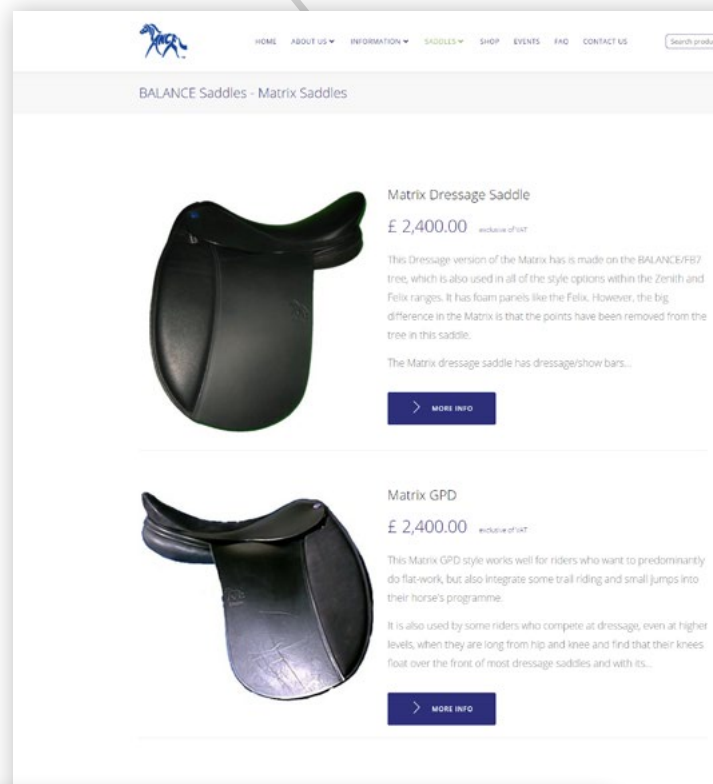 HOME ABOUT US INFORMATION SADDLES SHOP EVENTS FAQ CONTACT US Search produ
BALANCE Saddles - Matrix Saddles
Matrix Dressage Saddle
£ 2,400.00 exclusive of VAT
This Dressage version of the Matrix has is made on the BALANCE/FB7
tree, which is also used in all of the style options within the Zenith and
Felix ranges. It has foam panels like the Felix. However, the big
difference in the Matrix is that the points have been removed from the
tree in this saddle.
The Matrix dressage saddle has dressage/show bars...
MORE INFO
Matrix GPD
£ 2,400.00 exclusive of VAT
This Matrix GPD style works well for riders who want to predominantly
do flat-work, but also integrate some trail riding and small jumps into
their horse's programme.
It is also used by some riders who compete at dressage, even at higher
levels, when they are long from hip and knee and find that their knees
float over the front of most dressage saddles and with its...
MORE INFO